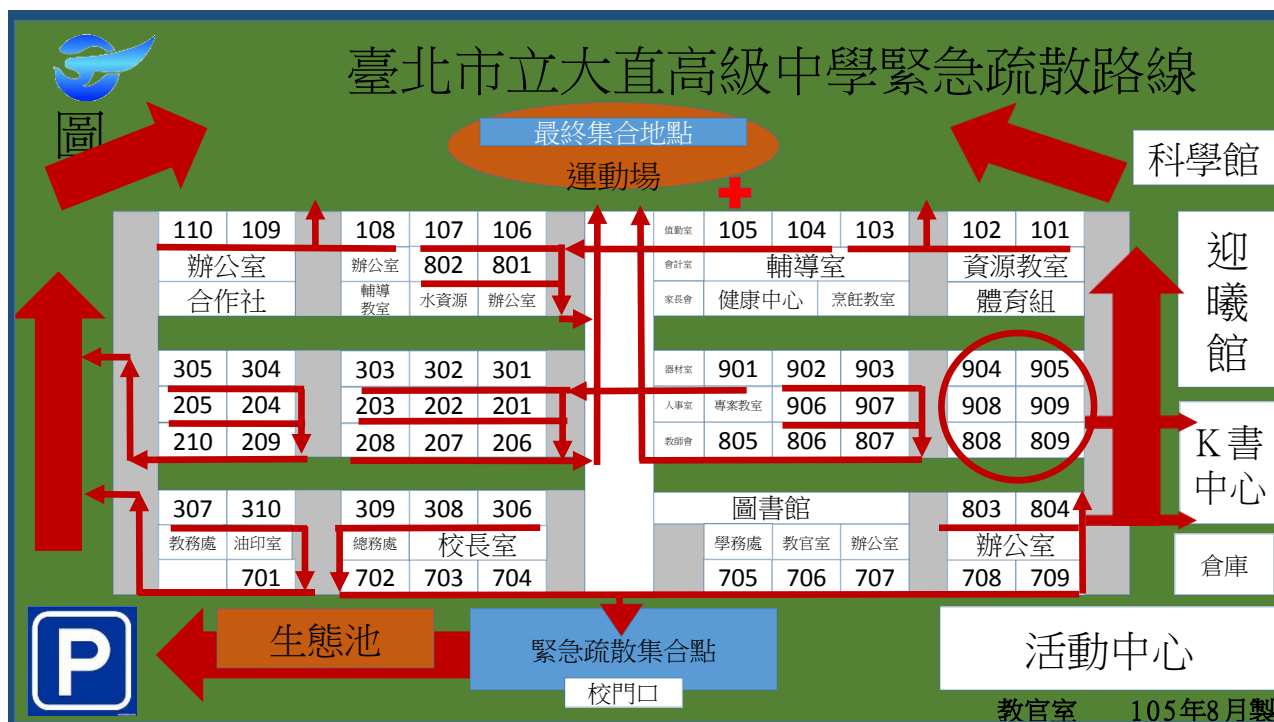 臺北市立大直高級中學緊急疏散路線
圖
最終集合地點
運動場
科學館
110 109 108 107 106 值勤室 105 104 103 102 101
辦公室 辦公室 802 801 會計室 輔導室 資源教室
合作社 輔導教室 水資源 辦公室 家長會 健康中心 烹飪教室 體育組
迎曦館
305 304 303 302 301 器材室 901 902 903 904 905
205 204 203 202 201 人事室 專案教室 906 907 908 909
210 209 208 207 206 教師會 805 806 807 808 809
K書中心
307 310 309 308 306 圖書館 803 804
教務處 油印室 總務處 校長室 學務處 教官室 辦公室 辦公室
701 702 703 704 705 706 707 708 709
倉庫
P
生態池
緊急疏散集合點
校門口
活動中心
教官室 105年8月製